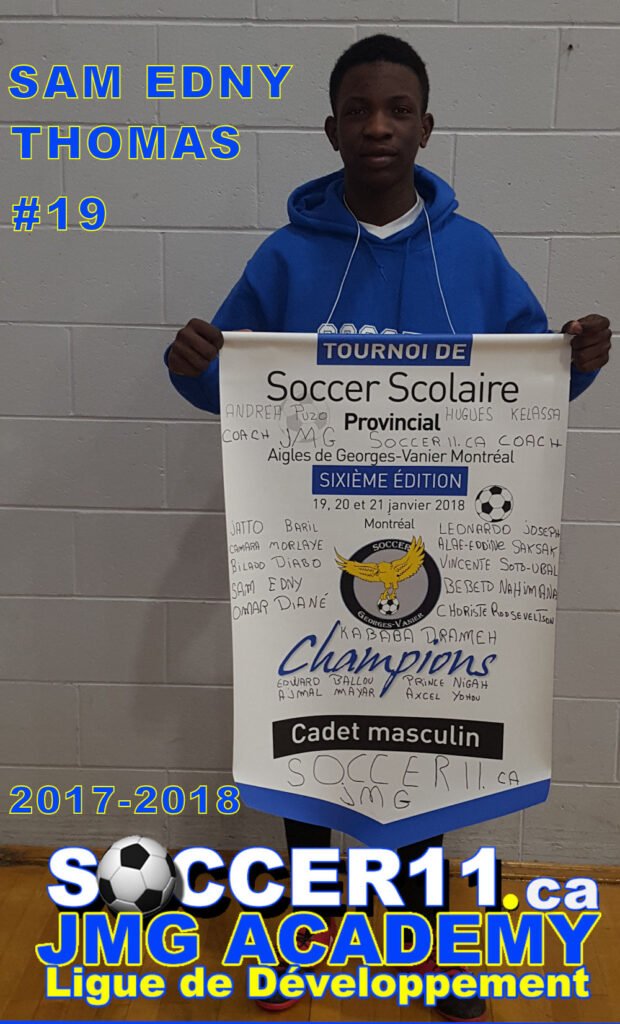 SAM EDNY
THOMAS
#19
TOURNOI DE
Soccer Scolaire
ANDREA PUZO
Provincial
HUGUES KELASSA
COACH JMG
SOCCER11.CA COACH
Aigles de Georges-Vanier Montréal
SIXIÈME ÉDITION
19, 20 et 21 janvier 2018
Montréal
JATTO BARIL
LEONARDO JOSEPH
CAMARA MORLAYE
ALAE-EDDINE SAKSAK
BILADO DIABO
VINCENTE SOTO-UBAL
SAM EDNY
BEBETO NAHIMANA
OMAR DIANÉ
CHORISTE ROOSEVELTSON
SOCCER
GEORGES-VANIER
KABABA DRAMEH
Champions
EDWARD BALLOU
PRINCE NIGAH
AJMAL MAYAR
AXCEL YOHOU
Cadet masculin
SOCCER11.CA
JMG
2017-2018
SOCCER11.ca
JMG ACADEMY
Ligue de Développement